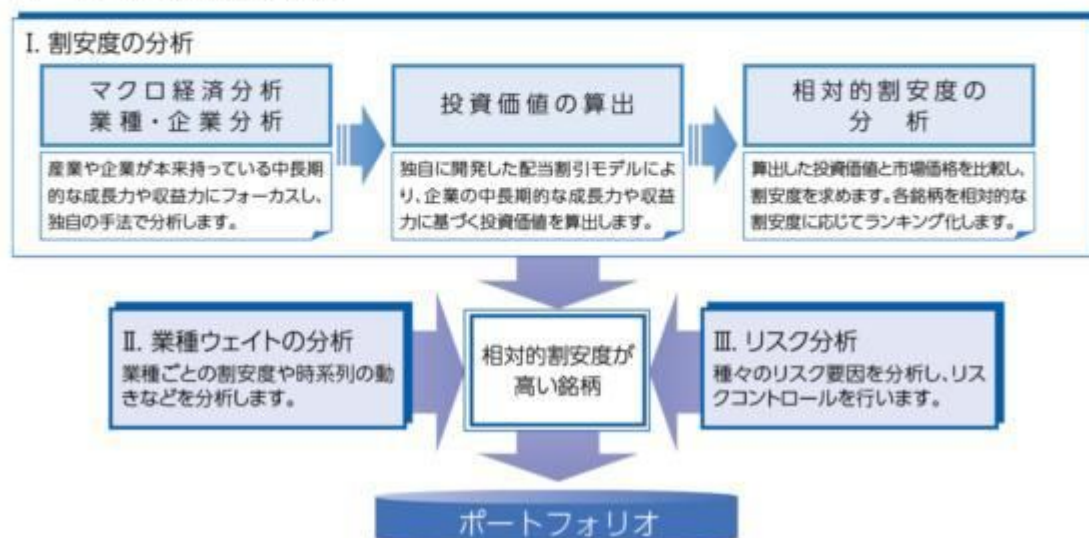 I. 割安度の分析
マクロ経済分析
業種・企業分析
産業や企業が本来持っている中長期
的な成長力や収益力にフォーカスし、
独自の手法で分析します。
投資価値の算出
独自に開発した配当割引モデルによ
り、企業の中長期的な成長力や収益
力に基づく投資価値を算出します。
相対的割安度の
分析
算出した投資価値と市場価格を比較し、
割安度を求めます。各銘柄を相対的な
割安度に応じてランキング化します。
Ⅱ. 業種ウェイトの分析
業種ごとの割安度や時系列の動
きなどを分析します。
相対的割安度が
高い銘柄
Ⅲ. リスク分析
種々のリスク要因を分析し、リス
クコントロールを行います。
ポートフォリオ